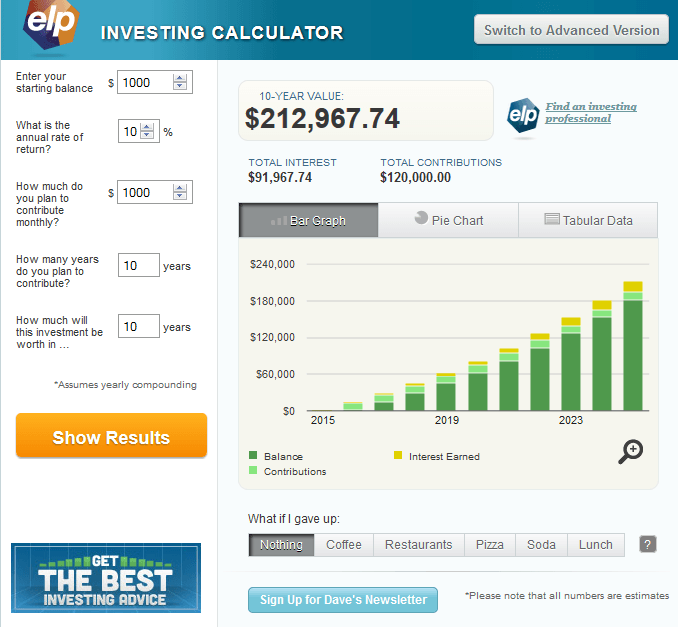 elp
INVESTING CALCULATOR
Switch to Advanced Version
Enter your
starting balance
$ 1000
What is the
annual rate of
return?
10 %
How much do
you plan to
contribute
monthly?
$ 1000
How many years
do you plan to
contribute?
10 years
How much will
this investment be
worth in ...
10 years
*Assumes yearly compounding
Show Results
GET
THE BEST
INVESTING ADVICE
10-YEAR VALUE:
$212,967.74
elp
Find an investing
professional
TOTAL INTEREST
$91,967.74
TOTAL CONTRIBUTIONS
$120,000.00
Bar Graph
Pie Chart
Tabular Data
$240,000
$180,000
$120,000
$60,000
$0
2015 2019 2023
Balance
Interest Earned
Contributions
What if I gave up:
Nothing Coffee Restaurants Pizza Soda Lunch ?
Sign Up for Dave's Newsletter
*Please note that all numbers are estimates